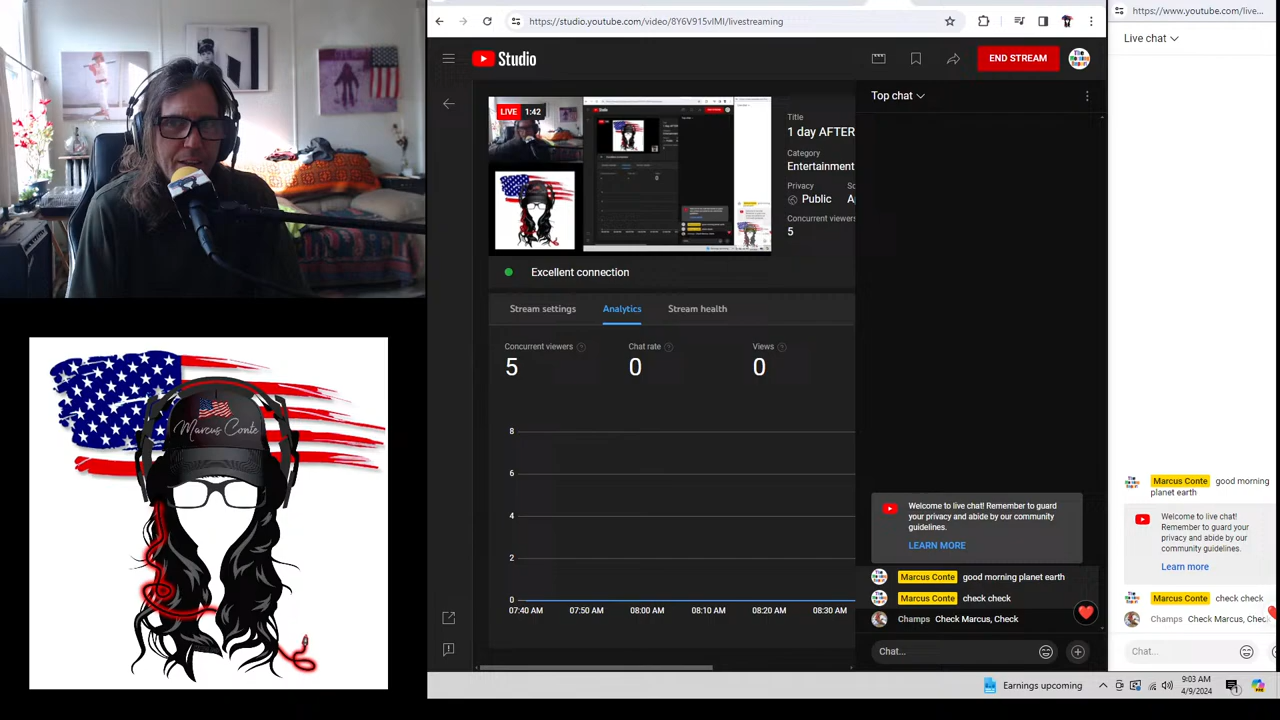 https://studio.youtube.com/video/8Y6V915vIMI/livestreaming
https://www.youtube.com/live...
Studio
END STREAM
Live chat
LIVE 1:42
Title
1 day AFTER
Category
Entertainment
Privacy
Public
Concurrent viewers
5
Top chat
Excellent connection
Stream settings
Analytics
Stream health
Concurrent viewers
Chat rate
Views
5
0
0
8
6
4
2
0
07:40 AM
07:50 AM
08:00 AM
08:10 AM
08:20 AM
08:30 AM
Welcome to live chat! Remember to guard
your privacy and abide by our community
guidelines.
LEARN MORE
Marcus Conte good morning planet earth
Marcus Conte check check
Champs Check Marcus, Check
Chat...
Marcus Conte good morning
planet earth
Welcome to live chat!
Remember to guard
your privacy and
abide by our
community guidelines.
Learn more
Marcus Conte check check
Champs Check Marcus, Chec
Chat...
Marcus Conte
Earnings upcoming
9:03 AM
4/9/2024